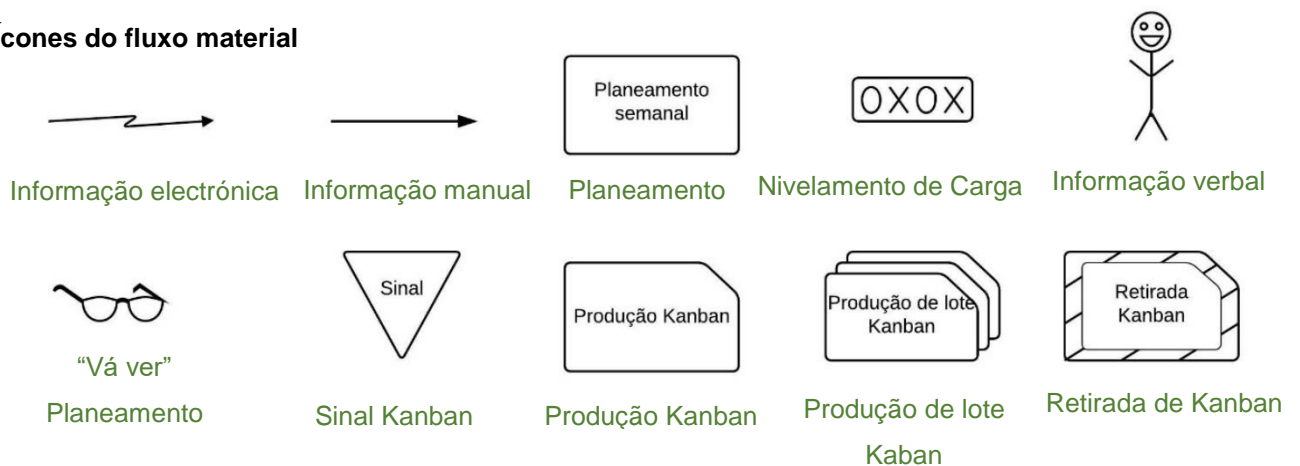 Ícones do fluxo material
Planeamento
semanal
OXOX
Informação electrónica
Informação manual
Planeamento
Nivelamento de Carga
Informação verbal
Sinal
Produção Kanban
Produção de lote
Kanban
Retirada
Kanban
“Vá ver”
Planeamento
Sinal Kanban
Produção Kanban
Produção de lote
Kaban
Retirada de Kanban